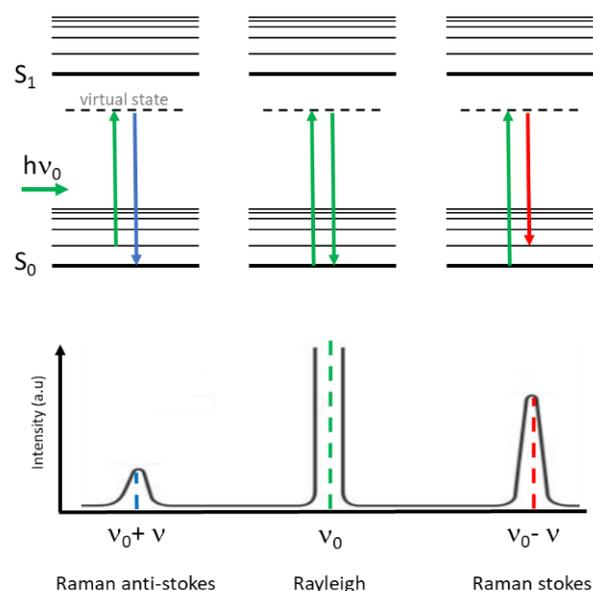 S₁
virtual state
hν₀
S₀
Intensity (a.u)
ν₀+ ν
ν₀
ν₀- ν
Raman anti-stokes
Rayleigh
Raman stokes